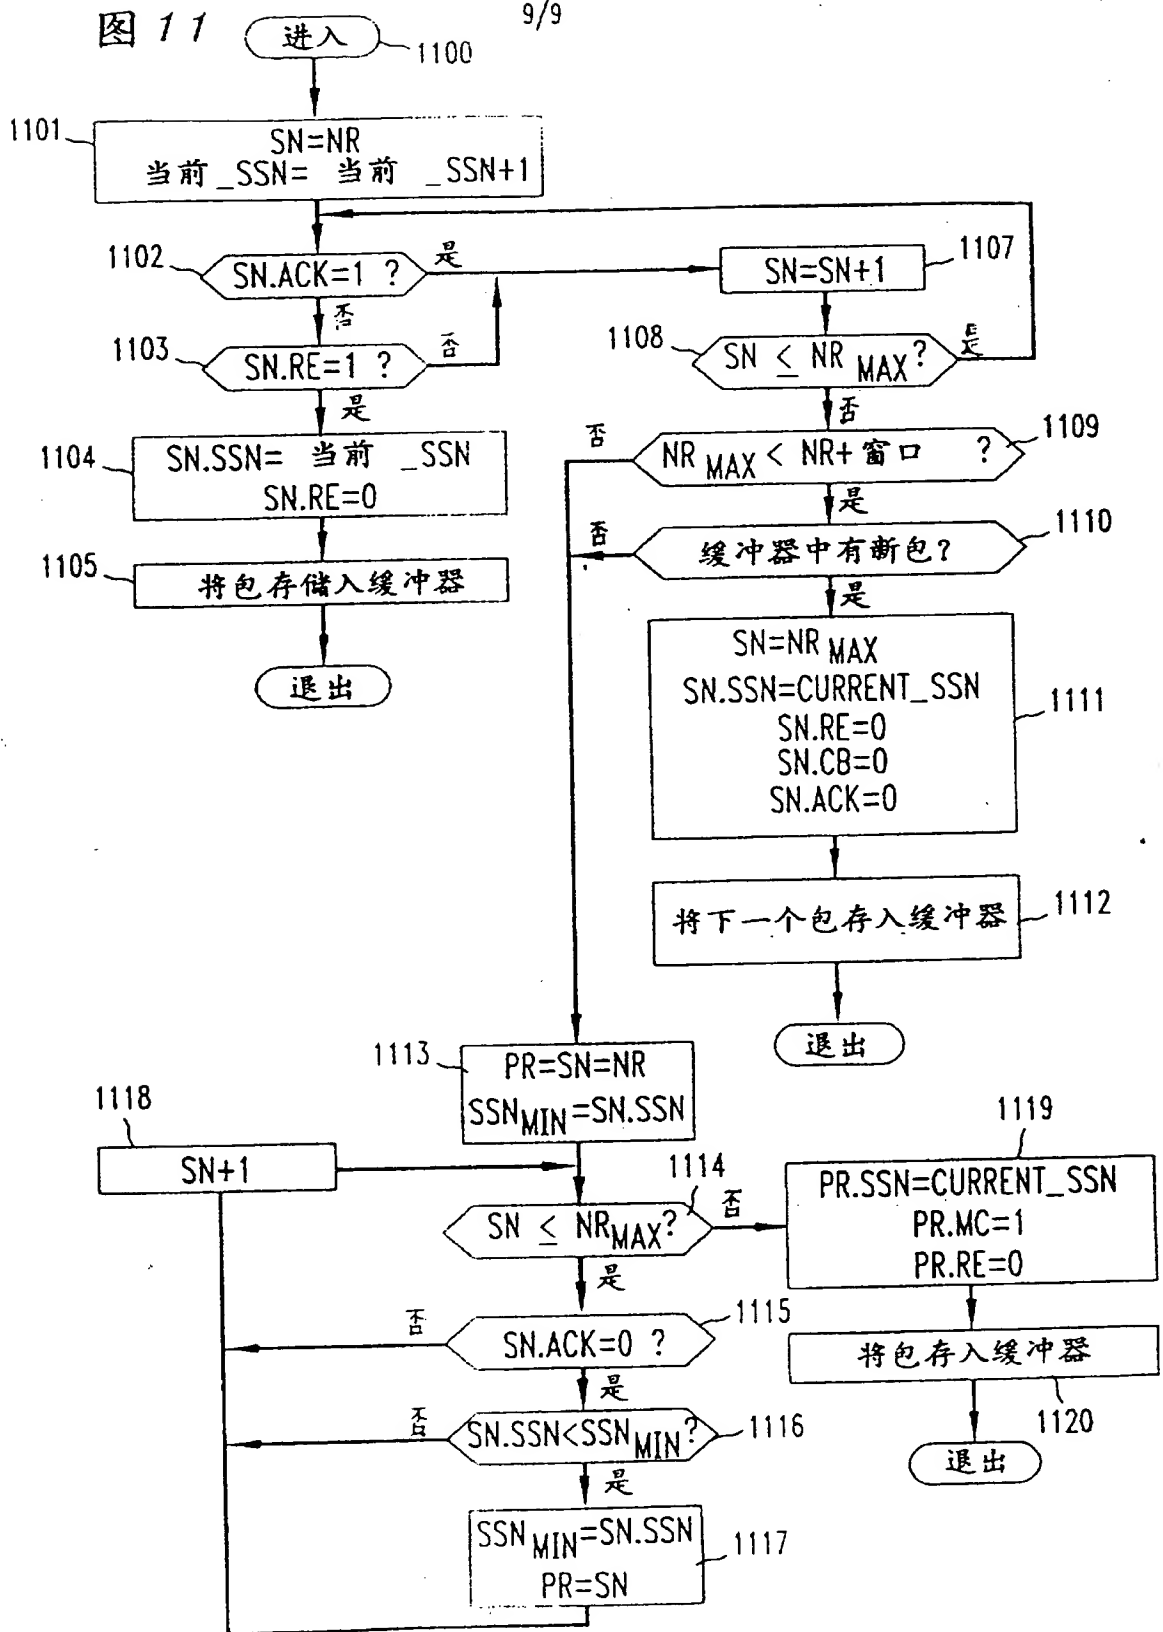 图 11
9/9
进入
1100
1101
SN=NR
当前_SSN= 当前 _SSN+1
1102
SN.ACK=1 ?
是
否
1103
SN.RE=1 ?
否
是
1104
SN.SSN= 当前 _SSN
SN.RE=0
1105
将包存储入缓冲器
退出
SN=SN+1
1107
1108
SN ≤ NR MAX?
是
否
NR MAX < NR+窗口 ?
1109
否
是
缓冲器中有断包?
1110
否
是
SN=NR MAX
SN.SSN=CURRENT_SSN
SN.RE=0
SN.CB=0
SN.ACK=0
1111
将下一个包存入缓冲器
1112
退出
1113
PR=SN=NR
SSN MIN=SN.SSN
1118
SN+1
1114
SN ≤ NR MAX?
否
是
1119
PR.SSN=CURRENT_SSN
PR.MC=1
PR.RE=0
SN.ACK=0 ?
1115
否
是
将包存入缓冲器
1120
退出
SN.SSN<SSN MIN?
1116
否
是
SSN MIN=SN.SSN
PR=SN
1117